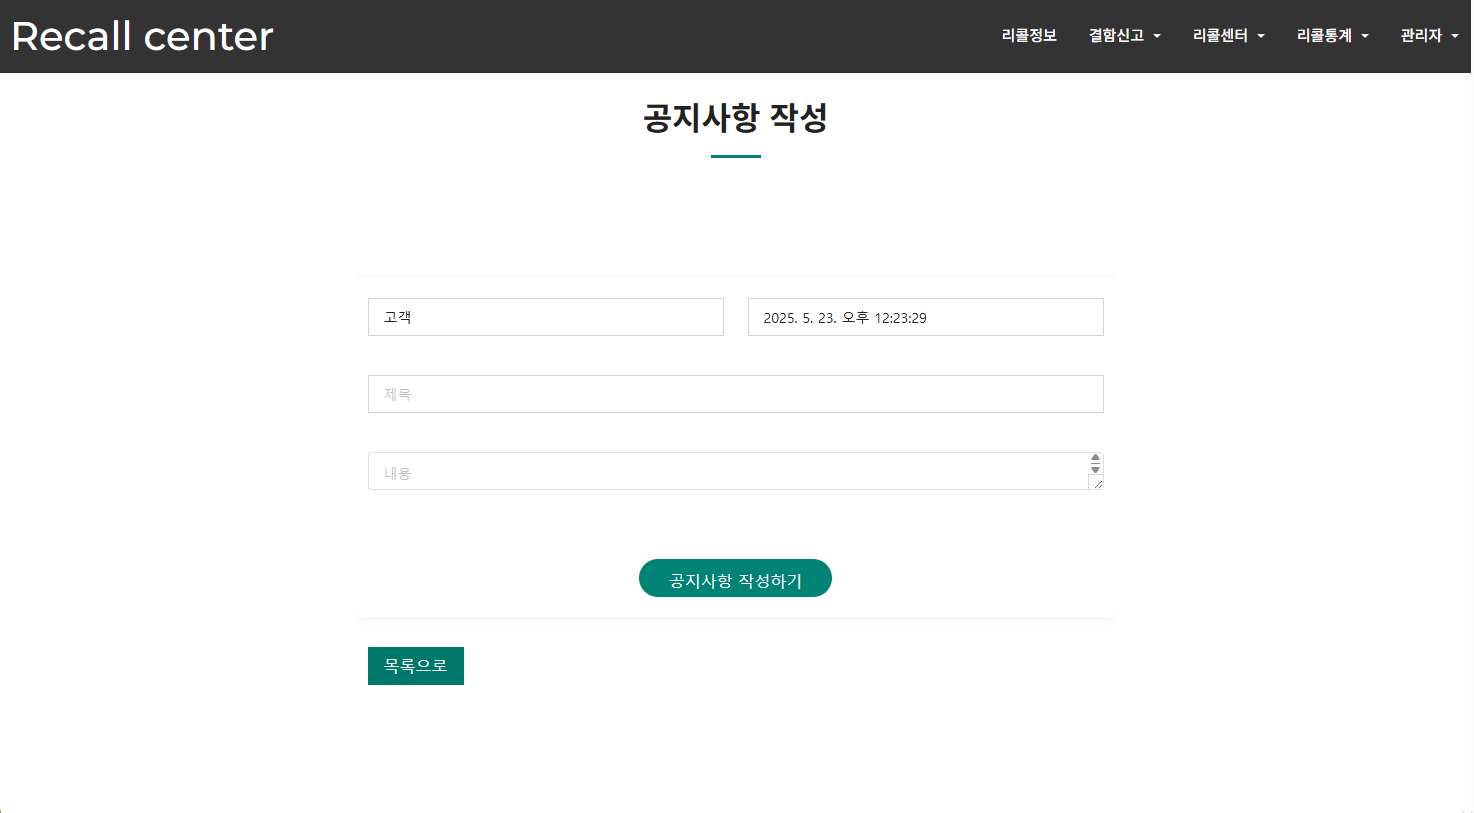 Recall center
리콜정보 결함신고 리콜센터 리콜통계 관리자
공지사항 작성
고객 2025. 5. 23. 오후 12:23:29
제목
내용
공지사항 작성하기
목록으로